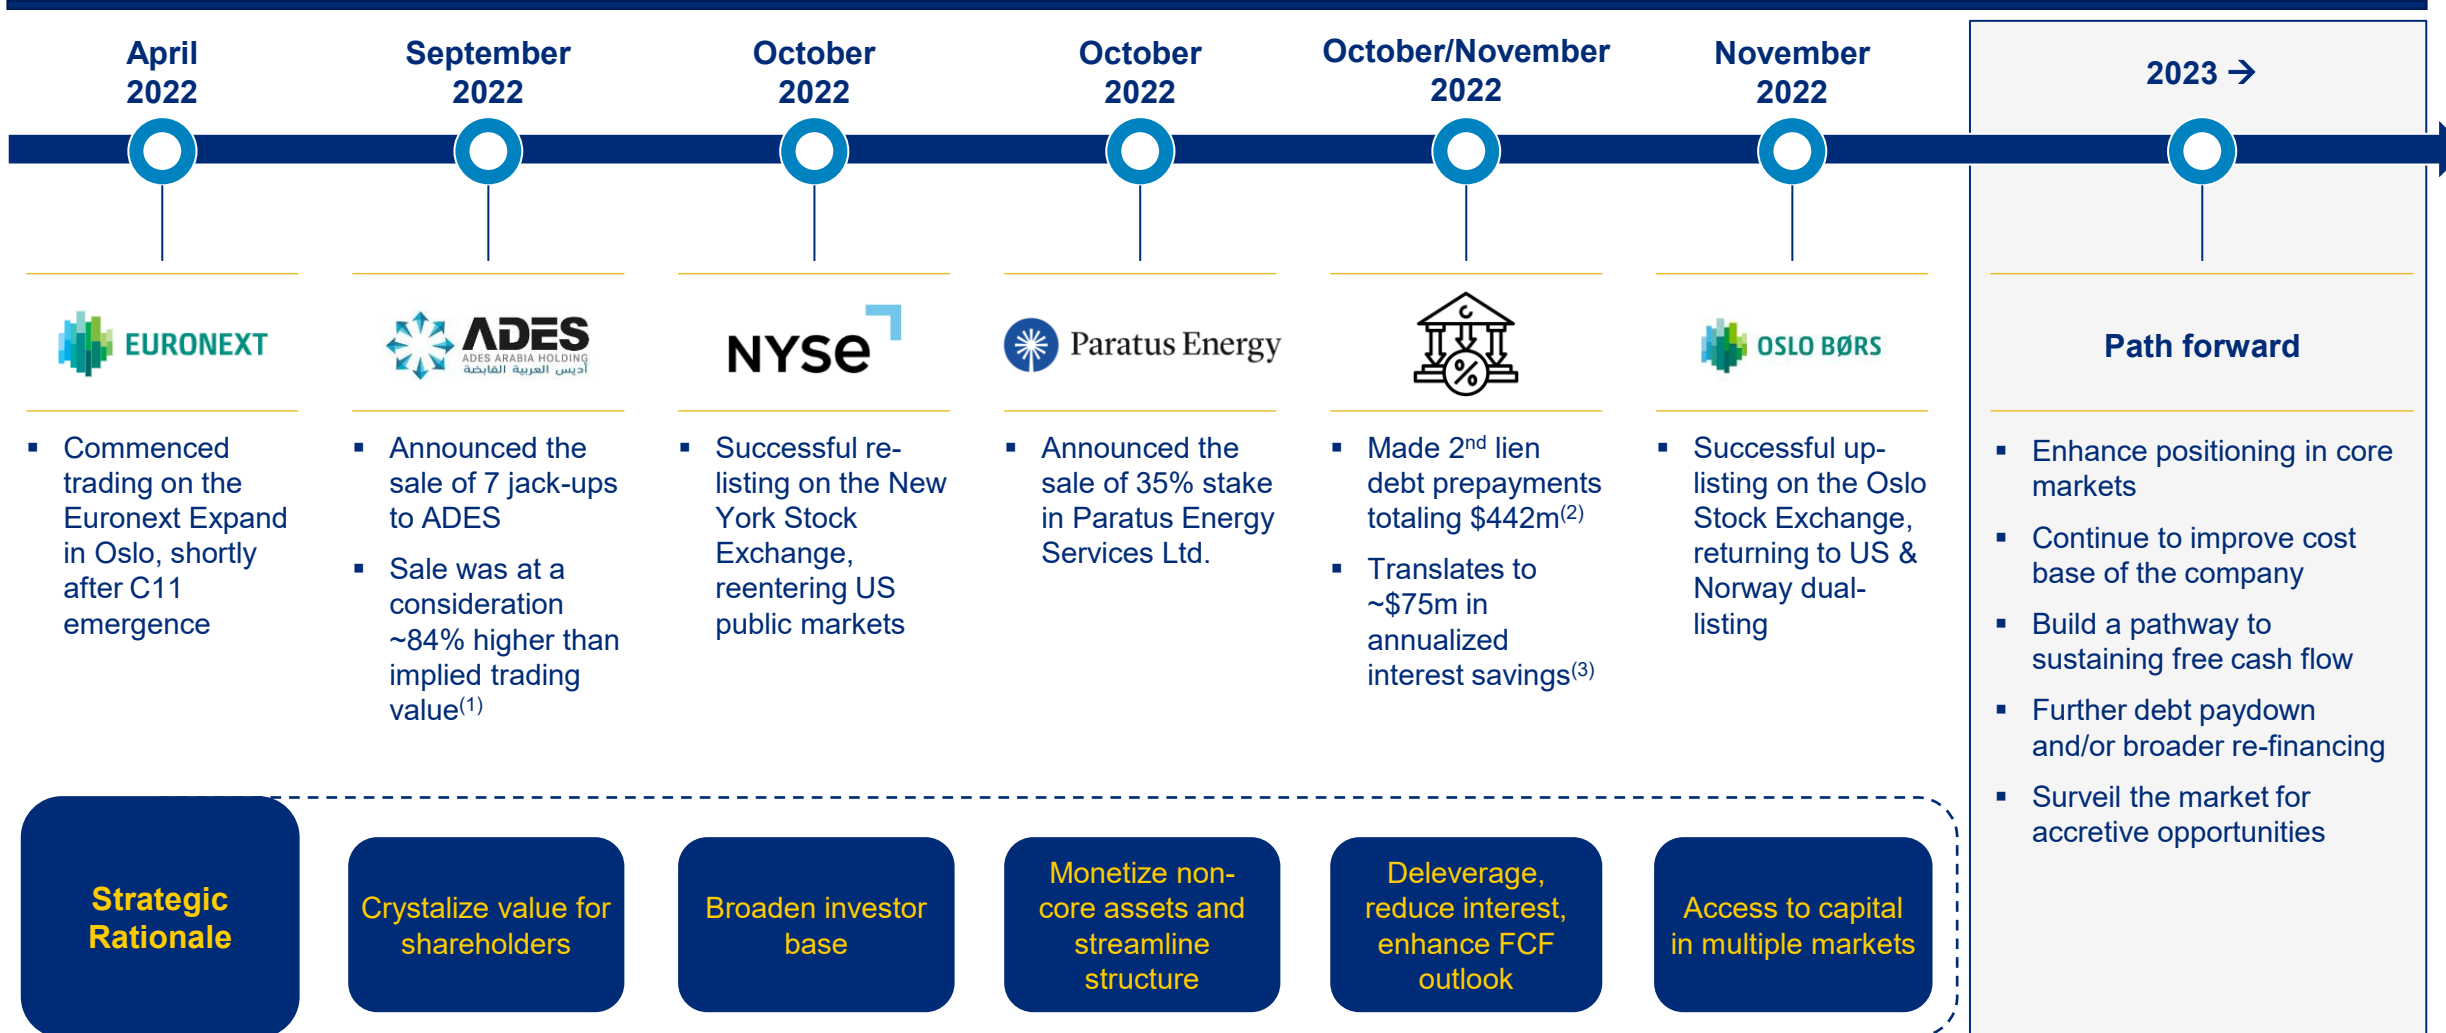 April
2022
September
2022
October
2022
October
2022
October/November
2022
November
2022
2023 →
EURONEXT
ADES
ADES ARABIA HOLDING
أديس العربية القابضة
NYSE
Paratus Energy
%
OSLO BØRS
Path forward
▪ Commenced
trading on the
Euronext Expand
in Oslo, shortly
after C11
emergence
▪ Announced the
sale of 7 jack-ups
to ADES
▪ Sale was at a
consideration
~84% higher than
implied trading
value(1)
▪ Successful re-
listing on the New
York Stock
Exchange,
reentering US
public markets
▪ Announced the
sale of 35% stake
in Paratus Energy
Services Ltd.
▪ Made 2nd lien
debt prepayments
totaling $442m(2)
▪ Translates to
~$75m in
annualized
interest savings(3)
▪ Successful up-
listing on the Oslo
Stock Exchange,
returning to US &
Norway dual-
listing
▪ Enhance positioning in core
markets
▪ Continue to improve cost
base of the company
▪ Build a pathway to
sustaining free cash flow
▪ Further debt paydown
and/or broader re-financing
▪ Surveil the market for
accretive opportunities
Strategic
Rationale
Crystalize value for
shareholders
Broaden investor
base
Monetize non-
core assets and
streamline
structure
Deleverage,
reduce interest,
enhance FCF
outlook
Access to capital
in multiple markets